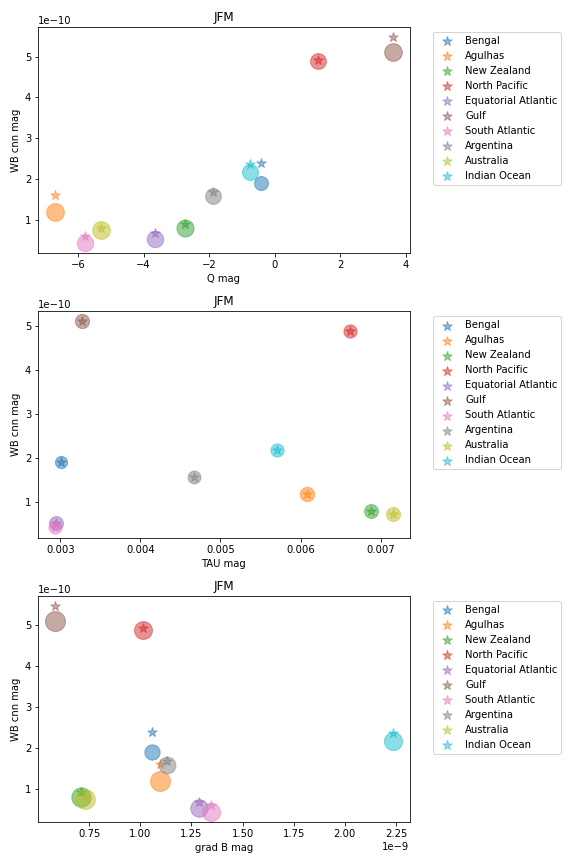 JFM
1e−10
5
4
3
2
1
WB cnn mag
−6
−4
−2
0
2
4
Q mag
Bengal
Agulhas
New Zealand
North Pacific
Equatorial Atlantic
Gulf
South Atlantic
Argentina
Australia
Indian Ocean
JFM
1e−10
5
4
3
2
1
WB cnn mag
0.003
0.004
0.005
0.006
0.007
TAU mag
Bengal
Agulhas
New Zealand
North Pacific
Equatorial Atlantic
Gulf
South Atlantic
Argentina
Australia
Indian Ocean
JFM
1e−10
5
4
3
2
1
WB cnn mag
0.75
1.00
1.25
1.50
1.75
2.00
2.25
1e−9
grad B mag
Bengal
Agulhas
New Zealand
North Pacific
Equatorial Atlantic
Gulf
South Atlantic
Argentina
Australia
Indian Ocean